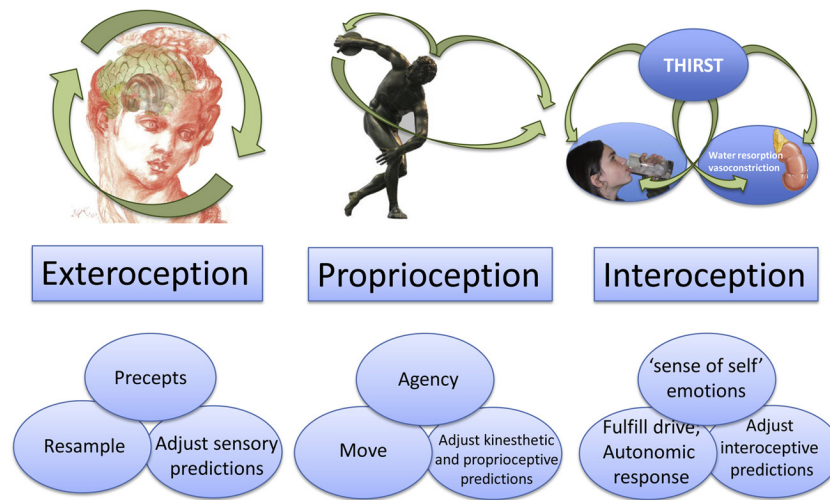 THIRST
Water resorption
vasoconstriction
Exteroception
Proprioception
Interoception
Precepts
Resample
Adjust sensory
predictions
Agency
Move
Adjust kinesthetic
and proprioceptive
predictions
‘sense of self’
emotions
Fulfill drive,
Autonomic
response
Adjust
interoceptive
predictions